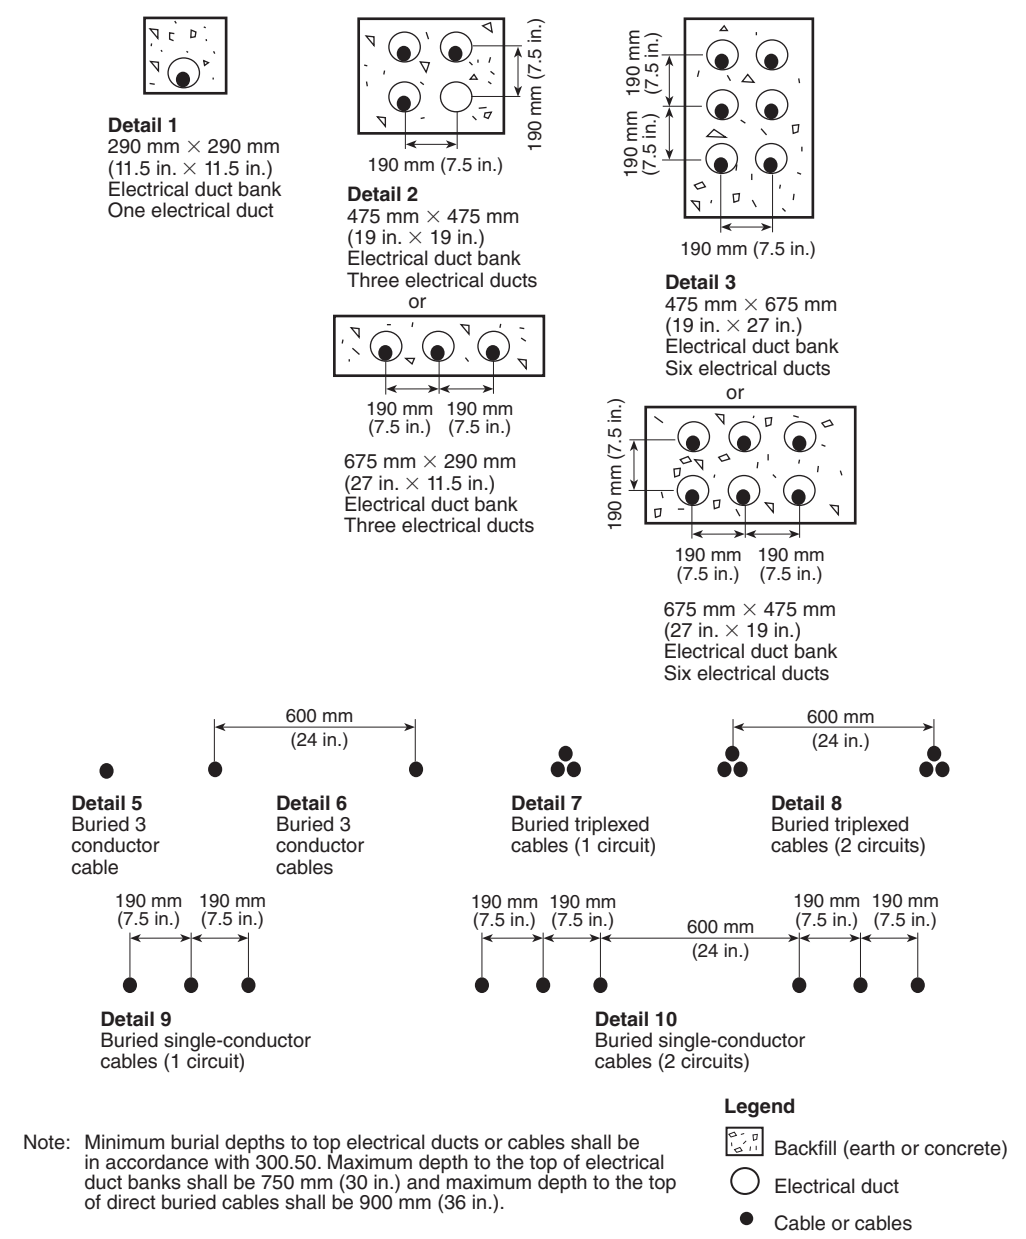 Detail 1
290 mm × 290 mm
(11.5 in. × 11.5 in.)
Electrical duct bank
One electrical duct
190 mm (7.5 in.)
190 mm (7.5 in.)
Detail 2
475 mm × 475 mm
(19 in. × 19 in.)
Electrical duct bank
Three electrical ducts
or
190 mm
(7.5 in.)
190 mm
(7.5 in.)
675 mm × 290 mm
(27 in. × 11.5 in.)
Electrical duct bank
Three electrical ducts
190 mm
(7.5 in.)
190 mm
(7.5 in.)
190 mm (7.5 in.)
Detail 3
475 mm × 675 mm
(19 in. × 27 in.)
Electrical duct bank
Six electrical ducts
or
190 mm (7.5 in.)
190 mm
(7.5 in.)
190 mm
(7.5 in.)
675 mm × 475 mm
(27 in. × 19 in.)
Electrical duct bank
Six electrical ducts
Detail 5
Buried 3
conductor
cable
600 mm
(24 in.)
Detail 6
Buried 3
conductor
cables
Detail 7
Buried triplexed
cables (1 circuit)
600 mm
(24 in.)
Detail 8
Buried triplexed
cables (2 circuits)
190 mm
(7.5 in.)
190 mm
(7.5 in.)
Detail 9
Buried single-conductor
cables (1 circuit)
190 mm
(7.5 in.)
190 mm
(7.5 in.)
600 mm
(24 in.)
190 mm
(7.5 in.)
190 mm
(7.5 in.)
Detail 10
Buried single-conductor
cables (2 circuits)
Note: Minimum burial depths to top electrical ducts or cables shall be
in accordance with 300.50. Maximum depth to the top of electrical
duct banks shall be 750 mm (30 in.) and maximum depth to the top
of direct buried cables shall be 900 mm (36 in.).
Legend
Backfill (earth or concrete)
Electrical duct
Cable or cables